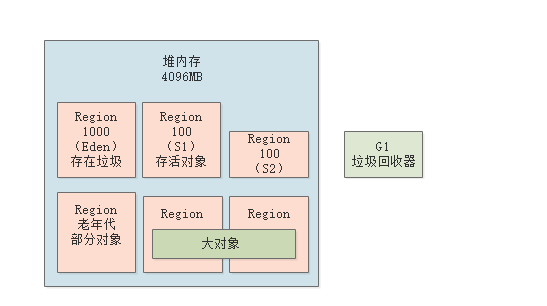 堆内存
4096MB
Region
1000
（Eden）
存在垃圾
Region
100
（S1）
存活对象
Region
100
（S2）
G1
垃圾回收器
Region
老年代
部分对象
Region
Region
大对象